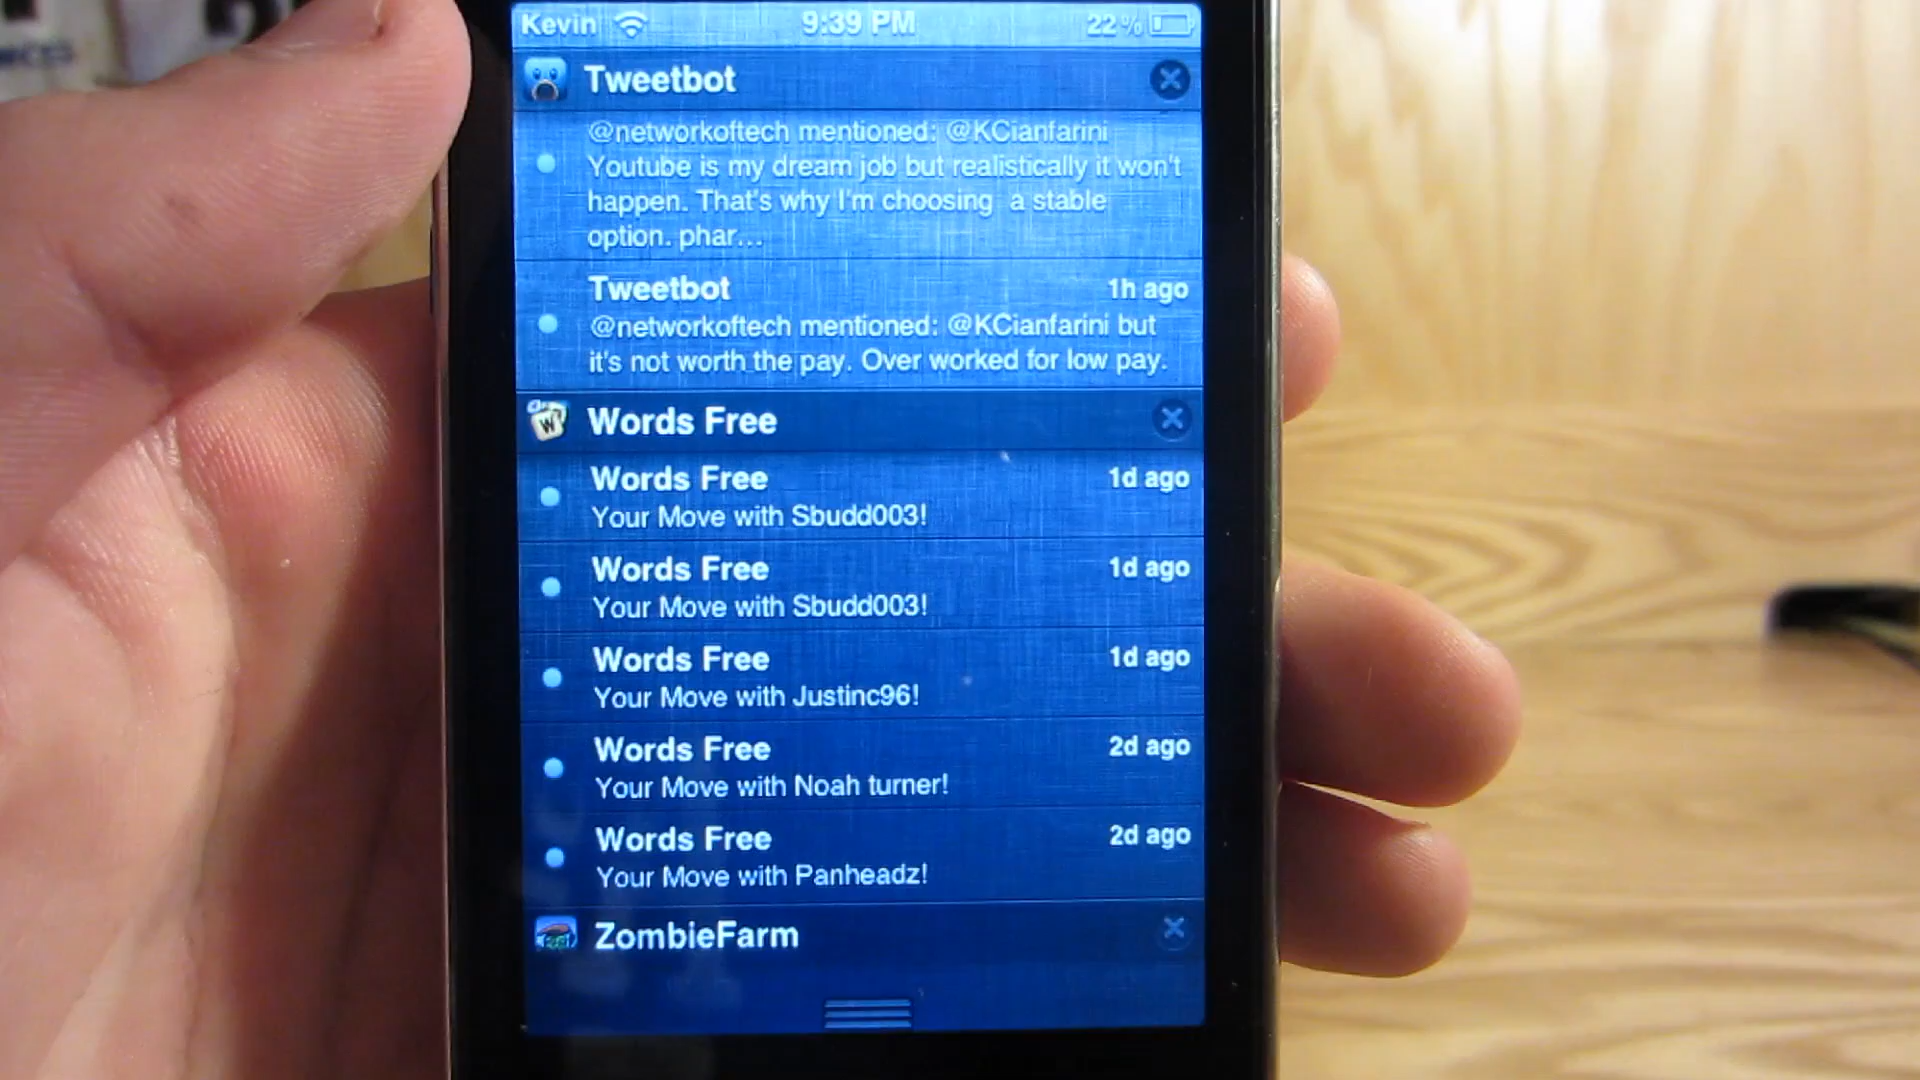 Kevin 9:39 PM 22%
Tweetbot
@networkoftech mentioned: @KCianfarini
Youtube is my dream job but realistically it won't
happen. That's why I'm choosing a stable
option. phar...
Tweetbot 1h ago
@networkoftech mentioned: @KCianfarini but
it's not worth the pay. Over worked for low pay.
Words Free
Words Free 1d ago
Your Move with Sbudd003!
Words Free 1d ago
Your Move with Sbudd003!
Words Free 1d ago
Your Move with Justinc96!
Words Free 2d ago
Your Move with Noah turner!
Words Free 2d ago
Your Move with Panheadz!
ZombieFarm